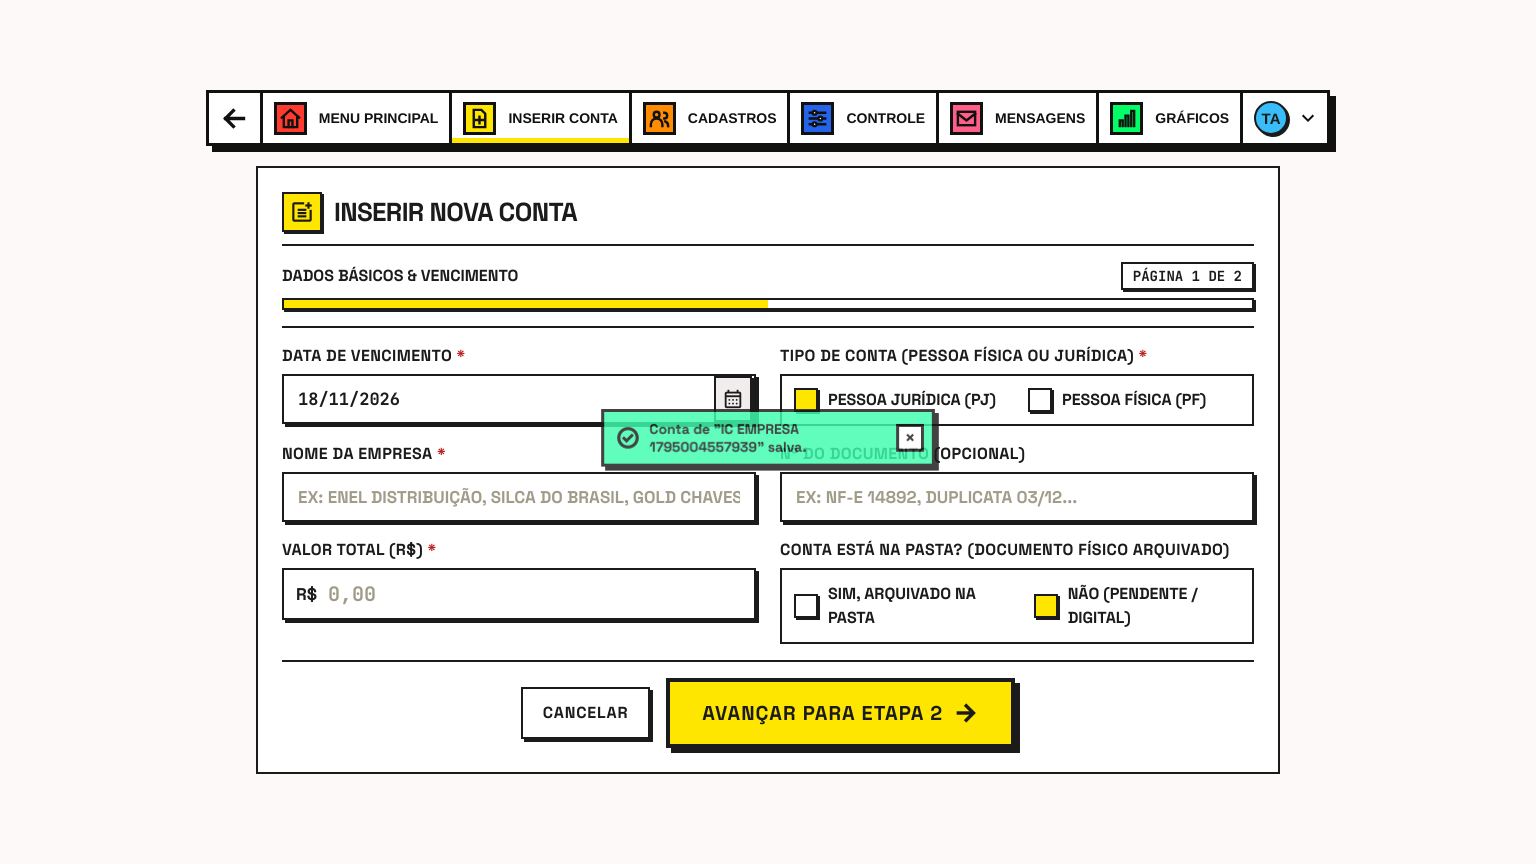 MENU PRINCIPAL
INSERIR CONTA
CADASTROS
CONTROLE
MENSAGENS
GRÁFICOS
TA
INSERIR NOVA CONTA
DADOS BÁSICOS & VENCIMENTO
PÁGINA 1 DE 2
DATA DE VENCIMENTO *
18/11/2026
TIPO DE CONTA (PESSOA FÍSICA OU JURÍDICA) *
PESSOA JURÍDICA (PJ)
PESSOA FÍSICA (PF)
Conta de "IC EMPRESA
1795004557939" salva.
NOME DA EMPRESA *
EX: ENEL DISTRIBUIÇÃO, SILCA DO BRASIL, GOLD CHAVES
Nº DO DOCUMENTO (OPCIONAL)
EX: NF-E 14892, DUPLICATA 03/12...
VALOR TOTAL (R$) *
R$ 0,00
CONTA ESTÁ NA PASTA? (DOCUMENTO FÍSICO ARQUIVADO)
SIM, ARQUIVADO NA
PASTA
NÃO (PENDENTE /
DIGITAL)
CANCELAR
AVANÇAR PARA ETAPA 2